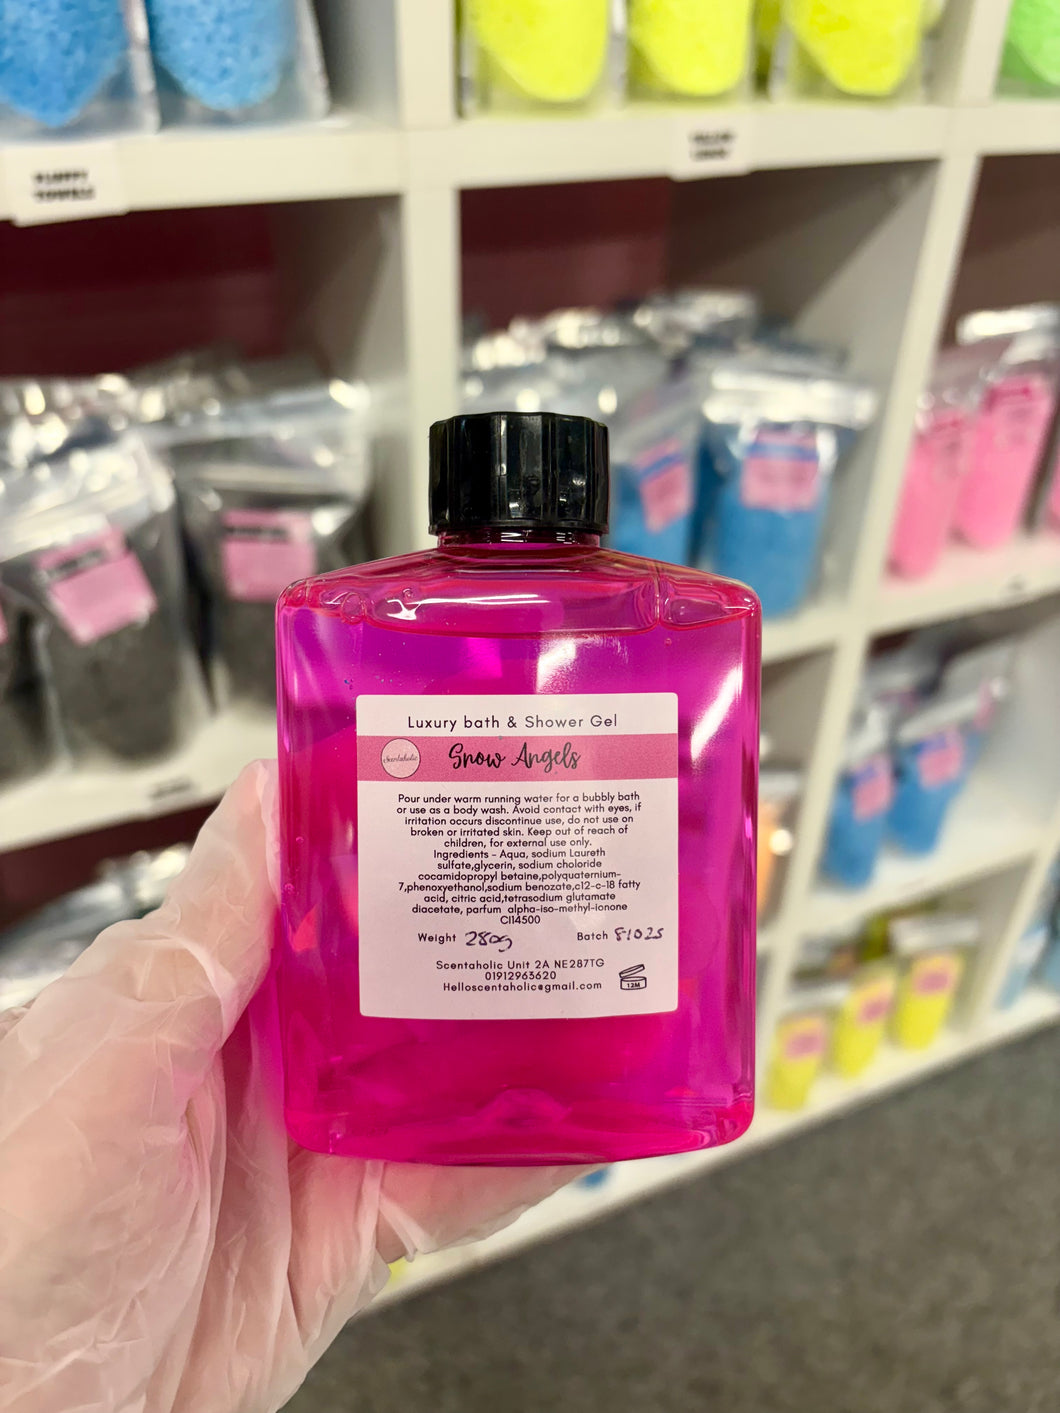 FLUFFY
TOWELS
Luxury bath & Shower Gel
Scentaholic
Snow Angels
Pour under warm running water for a bubbly bath
or use as a body wash. Avoid contact with eyes, if
irritation occurs discontinue use, do not use on
broken or irritated skin. Keep out of reach of
children, for external use only.
Ingredients - Aqua, sodium Laureth
sulfate,glycerin, sodium choloride
cocamidopropyl betaine,polyquaternium-
7,phenoxyethanol,sodium benozate,c12-c-18 fatty
acid, citric acid,tetrasodium glutamate
diacetate, parfum alpha-iso-methyl-ionone
CI14500
Weight 280g Batch 81025
Scentaholic Unit 2A NE287TG
01912963620
Helloscentaholic@gmail.com
12M